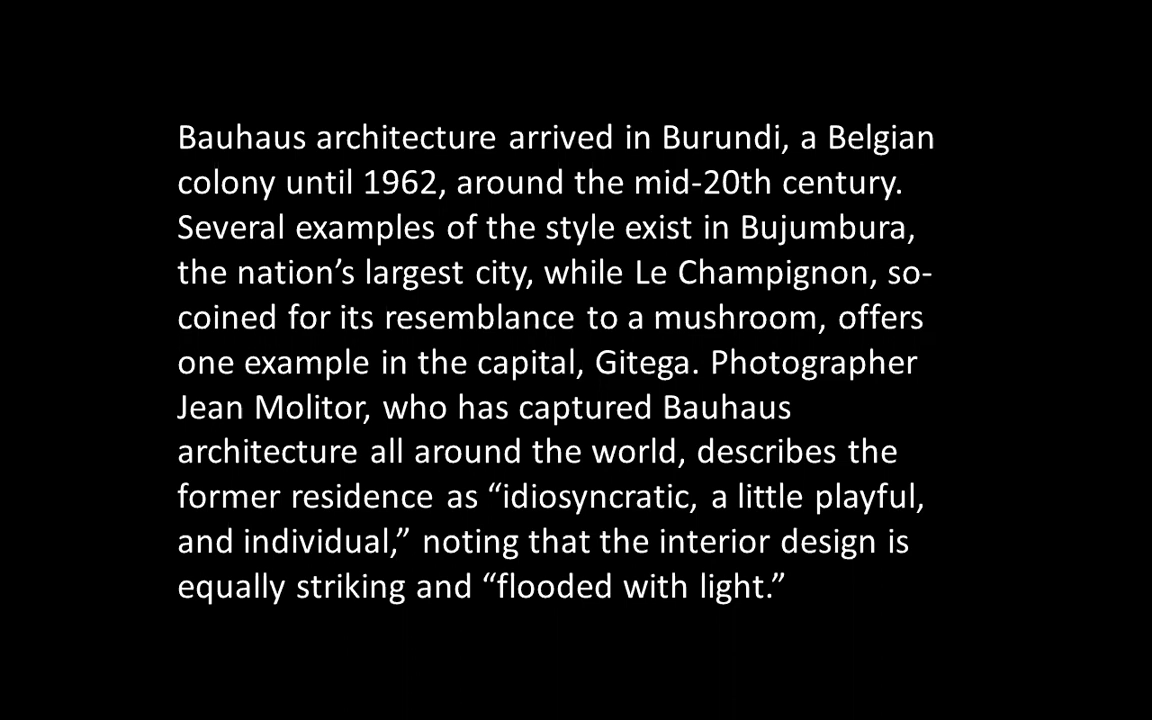 Bauhaus architecture arrived in Burundi, a Belgian
colony until 1962, around the mid-20th century.
Several examples of the style exist in Bujumbura,
the nation’s largest city, while Le Champignon, so-
coined for its resemblance to a mushroom, offers
one example in the capital, Gitega. Photographer
Jean Molitor, who has captured Bauhaus
architecture all around the world, describes the
former residence as “idiosyncratic, a little playful,
and individual,” noting that the interior design is
equally striking and “flooded with light.”